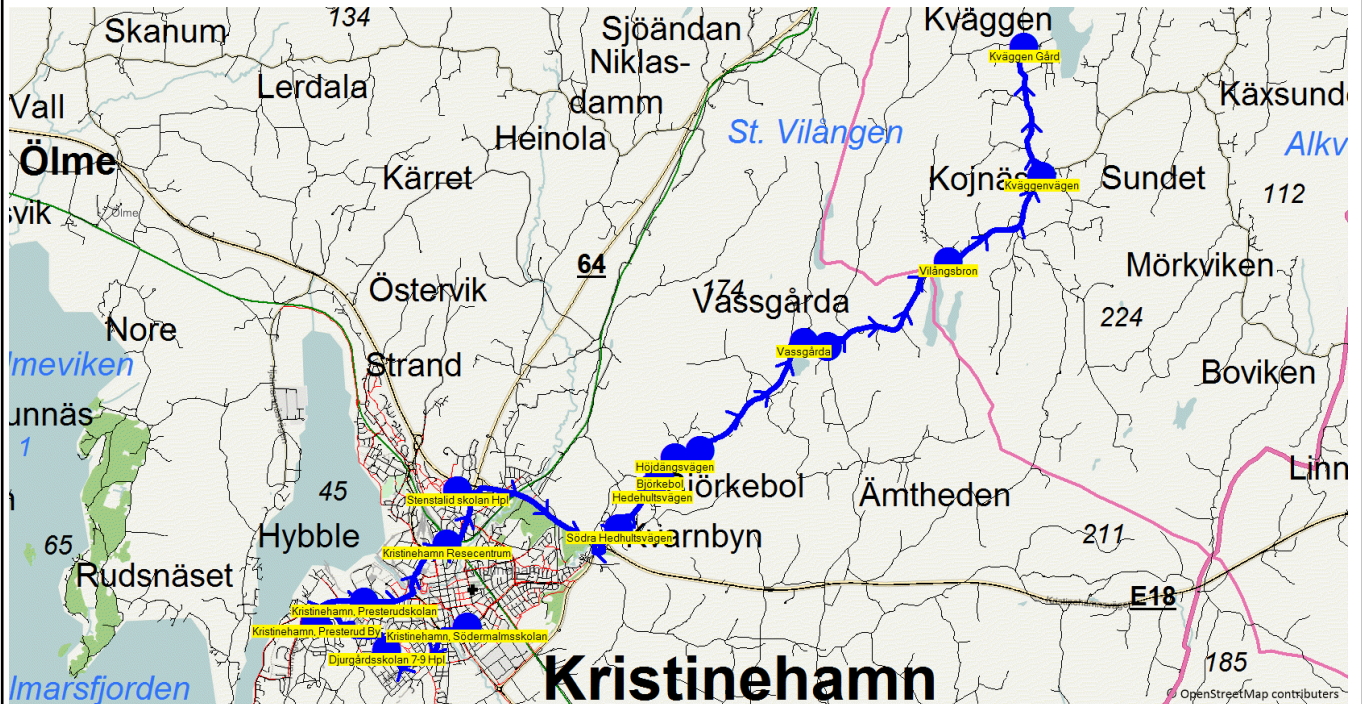 134
Skanum
Sjöändan
Kväggen
Kväggen Gård
Niklas-
damm
Lerdala
Vall
Käxsund
Heinola
St. Vilången
Alkv
Ölme
Kärret
Kojnäs
Kväggenvägen
Sundet
112
svik
Ölme
64
Vilångsbron
Mörkviken
Östervik
174
Vassgårda
224
Nore
Vassgårda
lmeviken
Strand
Boviken
unnäs
1
Höjdängsvägen
Björkebol
Björkebol
Hedehultsvägen
Ämtheden
Linn
45
Stenstalid skolan Hpl
Hybble
Södra Hedhultsvägen
Kvarnbyn
211
65
Kristinehamn Resecentrum
Rudsnäset
E18
Kristinehamn, Presterudskolan
Kristinehamn, Presterud By
Kristinehamn, Södermalmsskolan
Djurgårdsskolan 7-9 Hpl
185
Kristinehamn
lmarsfjorden
© OpenStreetMap contributers